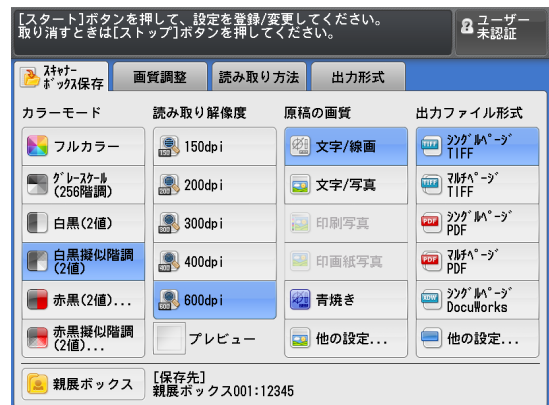 [スタート]ボタンを押して、設定を登録/変更してください。
取り消すときは[ストップ]ボタンを押してください。
ユーザー
未認証
スキャナー
ボックス保存
画質調整
読み取り方法
出力形式
カラーモード
読み取り解像度
原稿の画質
出力ファイル形式
フルカラー
150dpi
文字/線画
シングルページ
TIFF
グレースケール
(256階調)
200dpi
文字/写真
マルチページ
TIFF
白黒(2値)
300dpi
印刷写真
シングルページ
PDF
白黒擬似階調
(2値)
400dpi
印画紙写真
マルチページ
PDF
赤黒(2値)...
600dpi
青焼き
シングルページ
DocuWorks
赤黒擬似階調
(2値)...
プレビュー
他の設定...
他の設定...
親展ボックス
[保存先]
親展ボックス001:12345